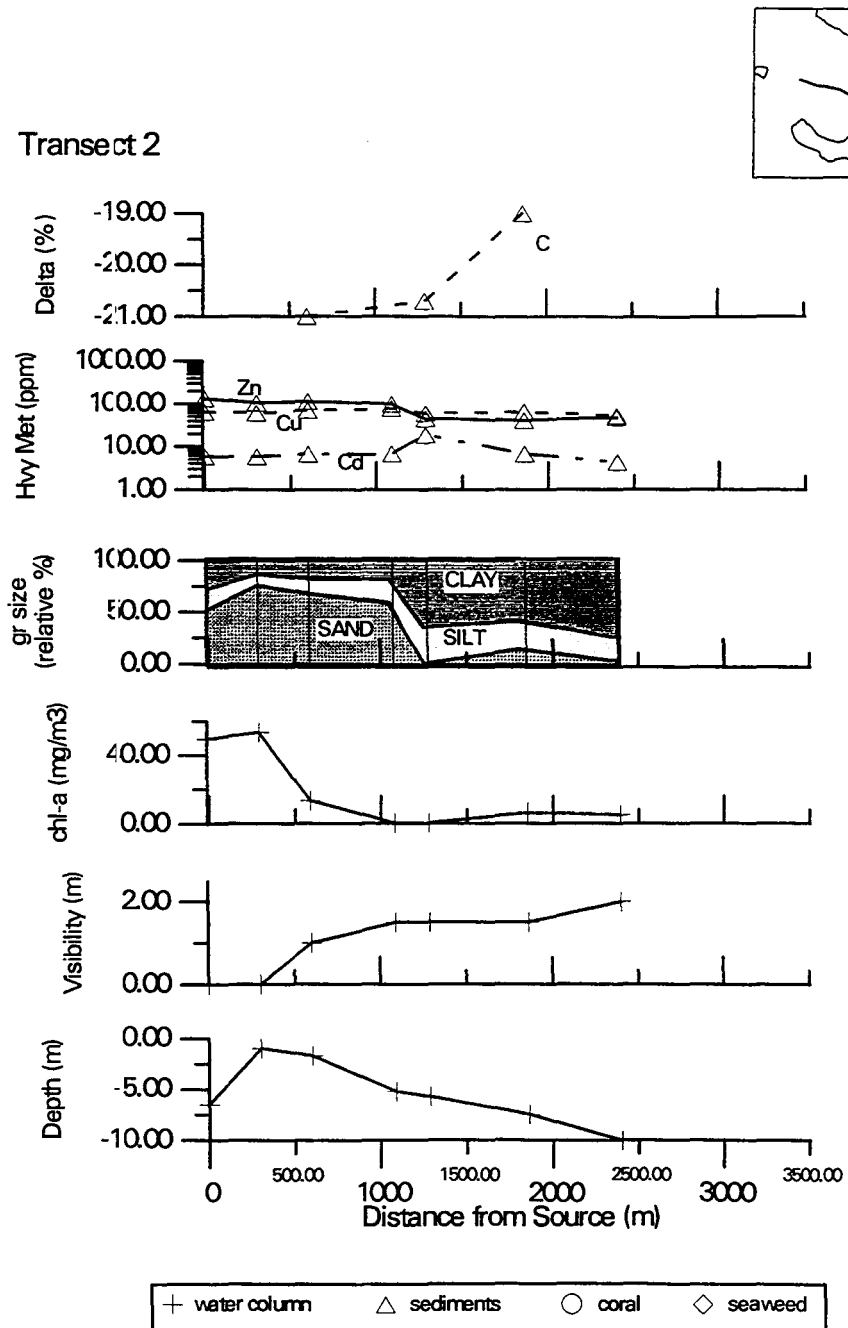 Transect 2
Delta (%)
-19.00
-20.00
-21.00
C
Hvy Met (ppm)
1000.00
100.00
10.00
1.00
Zn
Cu
Cd
gr size
(relative %)
100.00
50.00
0.00
CLAY
SAND
SILT
chl-a (mg/m3)
40.00
0.00
Visibility (m)
2.00
0.00
Depth (m)
0.00
-5.00
-10.00
0 500.00 1000 1500.00 2000 2500.00 3000 3500.00
Distance from Source (m)
water column sediments coral seaweed